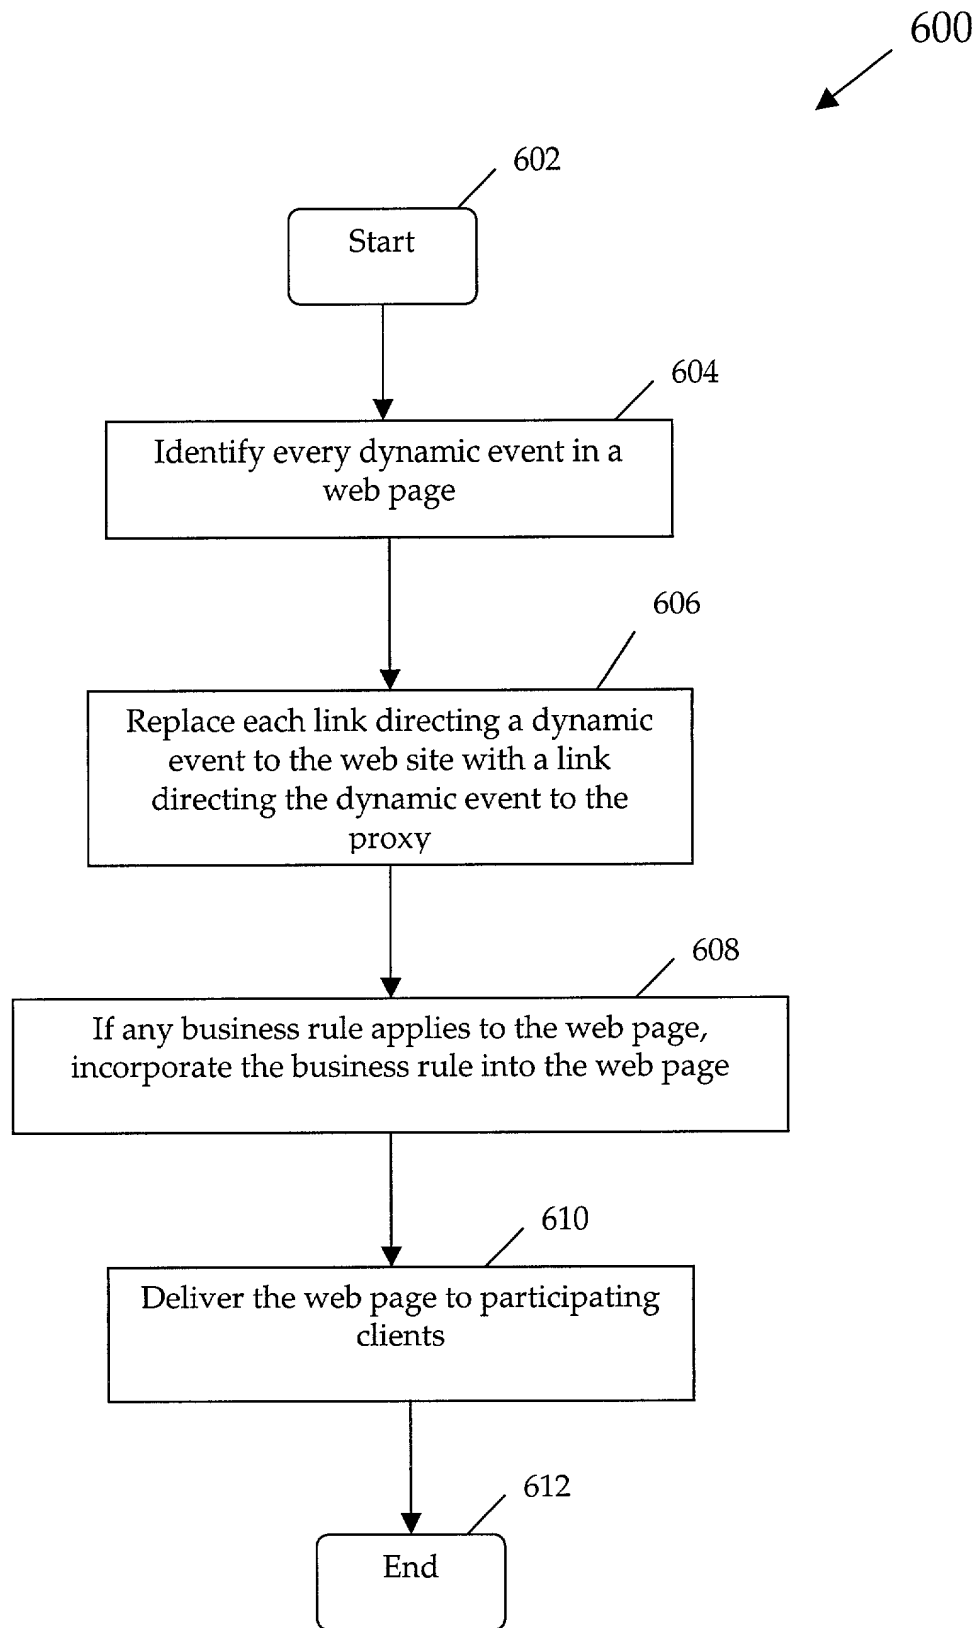 600
602
Start
604
Identify every dynamic event in a
web page
606
Replace each link directing a dynamic
event to the web site with a link
directing the dynamic event to the
proxy
608
If any business rule applies to the web page,
incorporate the business rule into the web page
610
Deliver the web page to participating
clients
612
End